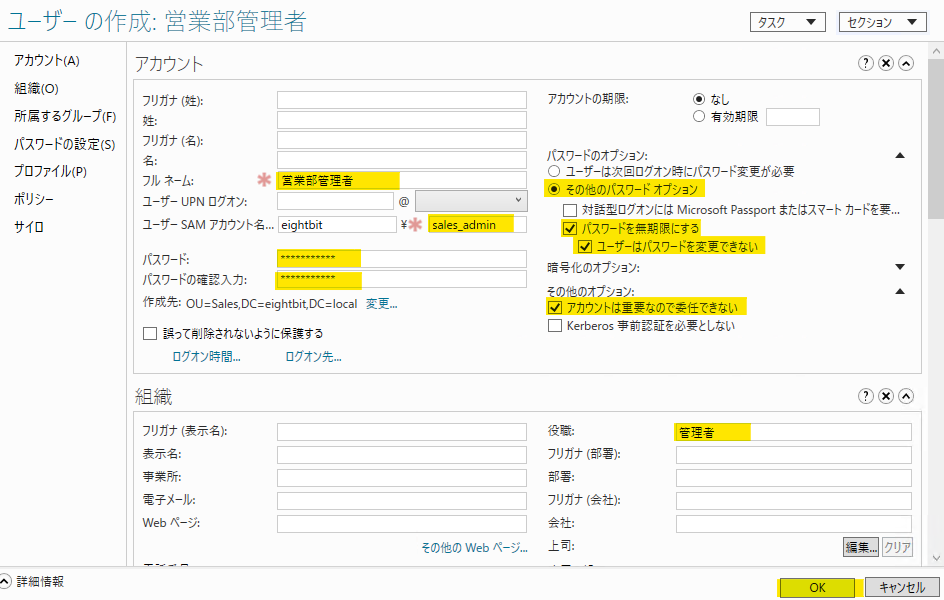 ユーザー の作成: 営業部管理者
タスク
セクション
アカウント(A)
組織(O)
所属するグループ(F)
パスワードの設定(S)
プロファイル(P)
ポリシー
サイロ
アカウント
フリガナ (姓):
姓:
フリガナ (名):
名:
フル ネーム: * 営業部管理者
ユーザー UPN ログオン: @
ユーザー SAM アカウント名... eightbit ¥* sales_admin
パスワード: ***********
パスワードの確認入力: ***********
作成先: OU=Sales,DC=eightbit,DC=local 変更...
誤って削除されないように保護する
ログオン時間... ログオン先...
アカウントの期限: なし
有効期限
パスワードのオプション:
ユーザーは次回ログオン時にパスワード変更が必要
その他のパスワード オプション
対話型ログオンには Microsoft Passport またはスマート カードを要...
パスワードを無期限にする
ユーザーはパスワードを変更できない
暗号化のオプション:
その他のオプション:
アカウントは重要なので委任できない
Kerberos 事前認証を必要としない
組織
フリガナ (表示名):
表示名:
事業所:
電子メール:
Web ページ:
その他の Web ページ...
役職: 管理者
フリガナ (部署):
部署:
フリガナ (会社):
会社:
上司: 編集... クリア
詳細情報
OK
キャンセル